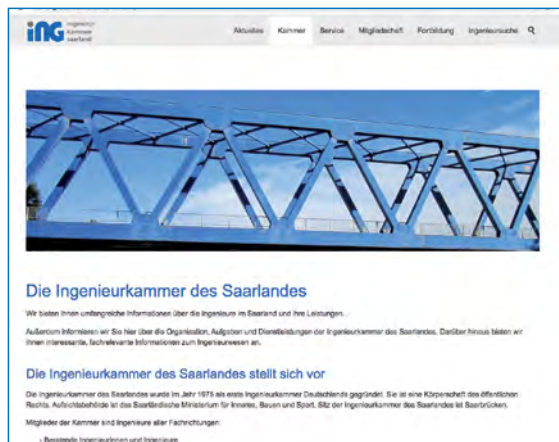 iNG ingenieur
kammer
saarland
Aktuelles Kammer Service Mitgliedschaft Fortbildung Ingenieursuche
Die Ingenieurkammer des Saarlandes
Wir bieten Ihnen umfangreiche Informationen über die Ingenieure im Saarland und ihre Leistungen.
Außerdem informieren wir Sie hier über die Organisation, Aufgaben und Dienstleistungen der Ingenieurkammer des Saarlandes. Darüber hinaus bieten wir
Ihnen interessante, fachrelevante Informationen zum Ingenieurwesen an.
Die Ingenieurkammer des Saarlandes stellt sich vor
Die Ingenieurkammer des Saarlandes wurde im Jahr 1975 als erste Ingenieurkammer Deutschlands gegründet. Sie ist eine Körperschaft des öffentlichen
Rechts. Aufsichtsbehörde ist das Saarländische Ministerium für Inneres, Bauen und Sport. Sitz der Ingenieurkammer des Saarlandes ist Saarbrücken.
Mitglieder der Kammer sind Ingenieure aller Fachrichtungen:
› Beratende Ingenieurinnen und Ingenieure